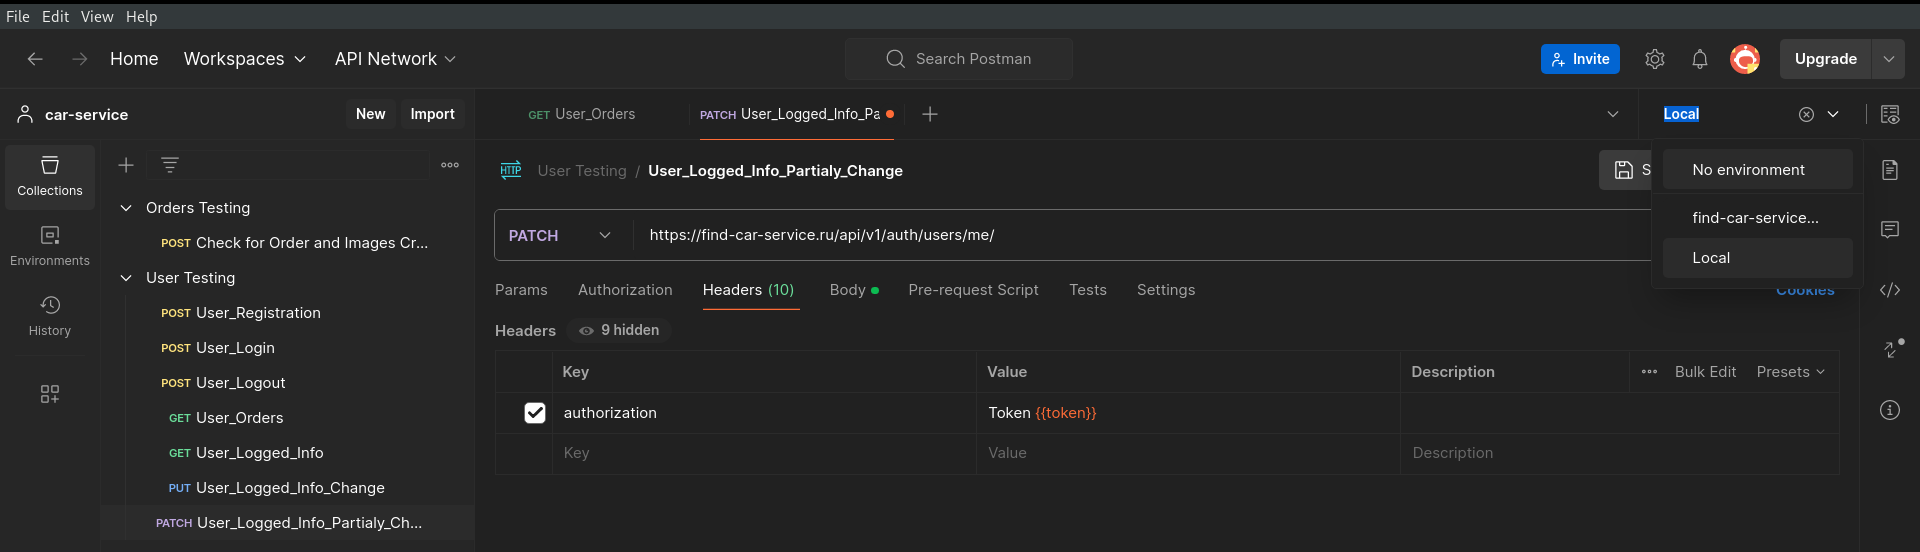 File Edit View Help
Home Workspaces API Network Search Postman Invite Upgrade
car-service New Import GET User_Orders PATCH User_Logged_Info_Pa Local
Collections
Environments
History
Orders Testing
POST Check for Order and Images Cr...
User Testing
POST User_Registration
POST User_Login
POST User_Logout
GET User_Orders
GET User_Logged_Info
PUT User_Logged_Info_Change
PATCH User_Logged_Info_Partialy_Ch...
HTTP User Testing / User_Logged_Info_Partialy_Change S
No environment
find-car-service...
Local
PATCH https://find-car-service.ru/api/v1/auth/users/me/
Params Authorization Headers (10) Body Pre-request Script Tests Settings Cookies
Headers 9 hidden
Key Value Description Bulk Edit Presets
authorization Token {{token}}
Key Value Description